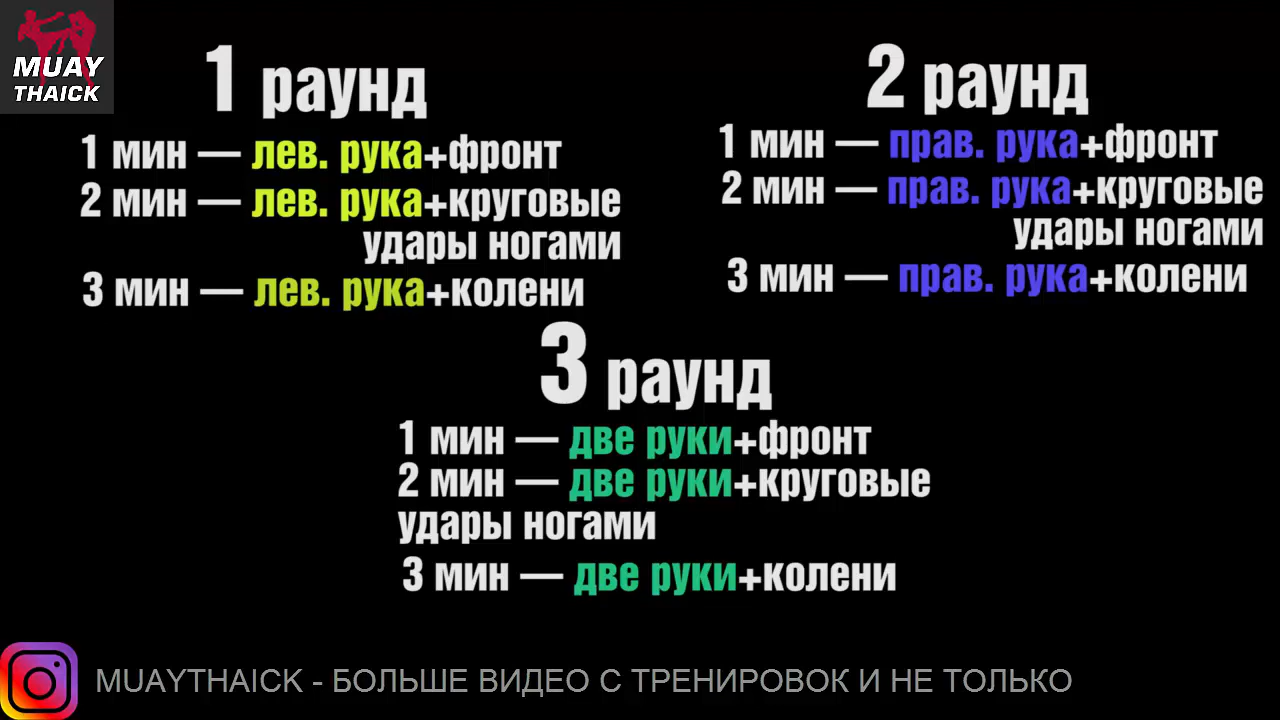 MUAY
THAICK
1 раунд
1 мин — лев. рука+фронт
2 мин — лев. рука+круговые
удары ногами
3 мин — лев. рука+колени
2 раунд
1 мин — прав. рука+фронт
2 мин — прав. рука+круговые
удары ногами
3 мин — прав. рука+колени
3 раунд
1 мин — две руки+фронт
2 мин — две руки+круговые
удары ногами
3 мин — две руки+колени
MUAYTHAICK - БОЛЬШЕ ВИДЕО С ТРЕНИРОВОК И НЕ ТОЛЬКО